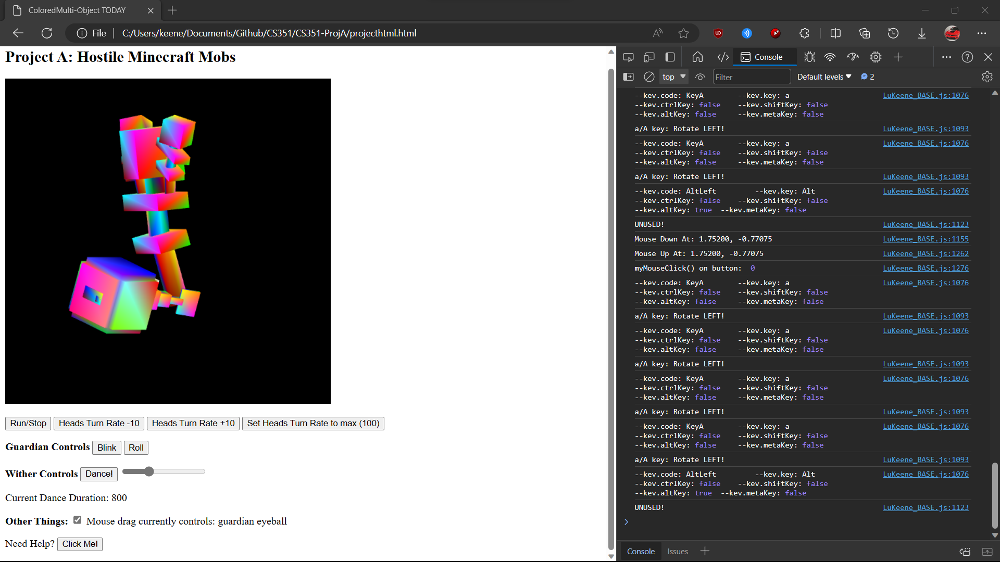 ColoredMulti-Object TODAY
File
C:/Users/keene/Documents/Github/CS351/CS351-ProjA/projecthtml.html
Project A: Hostile Minecraft Mobs
Run/Stop Heads Turn Rate -10 Heads Turn Rate +10 Set Heads Turn Rate to max (100)
Guardian Controls Blink Roll
Wither Controls Dance!
Current Dance Duration: 800
Other Things: Mouse drag currently controls: guardian eyeball
Need Help? Click Me!
Console
top Filter Default levels 2
--kev.code: KeyA --kev.key: a LuKeene_BASE.js:1076
--kev.ctrlKey: false --kev.shiftKey: false
--kev.altKey: false --kev.metaKey: false
a/A key: Rotate LEFT! LuKeene_BASE.js:1093
--kev.code: KeyA --kev.key: a LuKeene_BASE.js:1076
--kev.ctrlKey: false --kev.shiftKey: false
--kev.altKey: false --kev.metaKey: false
a/A key: Rotate LEFT! LuKeene_BASE.js:1093
--kev.code: AltLeft --kev.key: Alt LuKeene_BASE.js:1076
--kev.ctrlKey: false --kev.shiftKey: false
--kev.altKey: true --kev.metaKey: false
UNUSED! LuKeene_BASE.js:1123
Mouse Down At: 1.75200, -0.77075 LuKeene_BASE.js:1155
Mouse Up At: 1.75200, -0.77075 LuKeene_BASE.js:1262
myMouseClick() on button: 0 LuKeene_BASE.js:1276
--kev.code: KeyA --kev.key: a LuKeene_BASE.js:1076
--kev.ctrlKey: false --kev.shiftKey: false
--kev.altKey: false --kev.metaKey: false
a/A key: Rotate LEFT! LuKeene_BASE.js:1093
--kev.code: KeyA --kev.key: a LuKeene_BASE.js:1076
--kev.ctrlKey: false --kev.shiftKey: false
--kev.altKey: false --kev.metaKey: false
a/A key: Rotate LEFT! LuKeene_BASE.js:1093
--kev.code: KeyA --kev.key: a LuKeene_BASE.js:1076
--kev.ctrlKey: false --kev.shiftKey: false
--kev.altKey: false --kev.metaKey: false
a/A key: Rotate LEFT! LuKeene_BASE.js:1093
--kev.code: KeyA --kev.key: a LuKeene_BASE.js:1076
--kev.ctrlKey: false --kev.shiftKey: false
--kev.altKey: false --kev.metaKey: false
a/A key: Rotate LEFT! LuKeene_BASE.js:1093
--kev.code: AltLeft --kev.key: Alt LuKeene_BASE.js:1076
--kev.ctrlKey: false --kev.shiftKey: false
--kev.altKey: true --kev.metaKey: false
UNUSED! LuKeene_BASE.js:1123
Console Issues